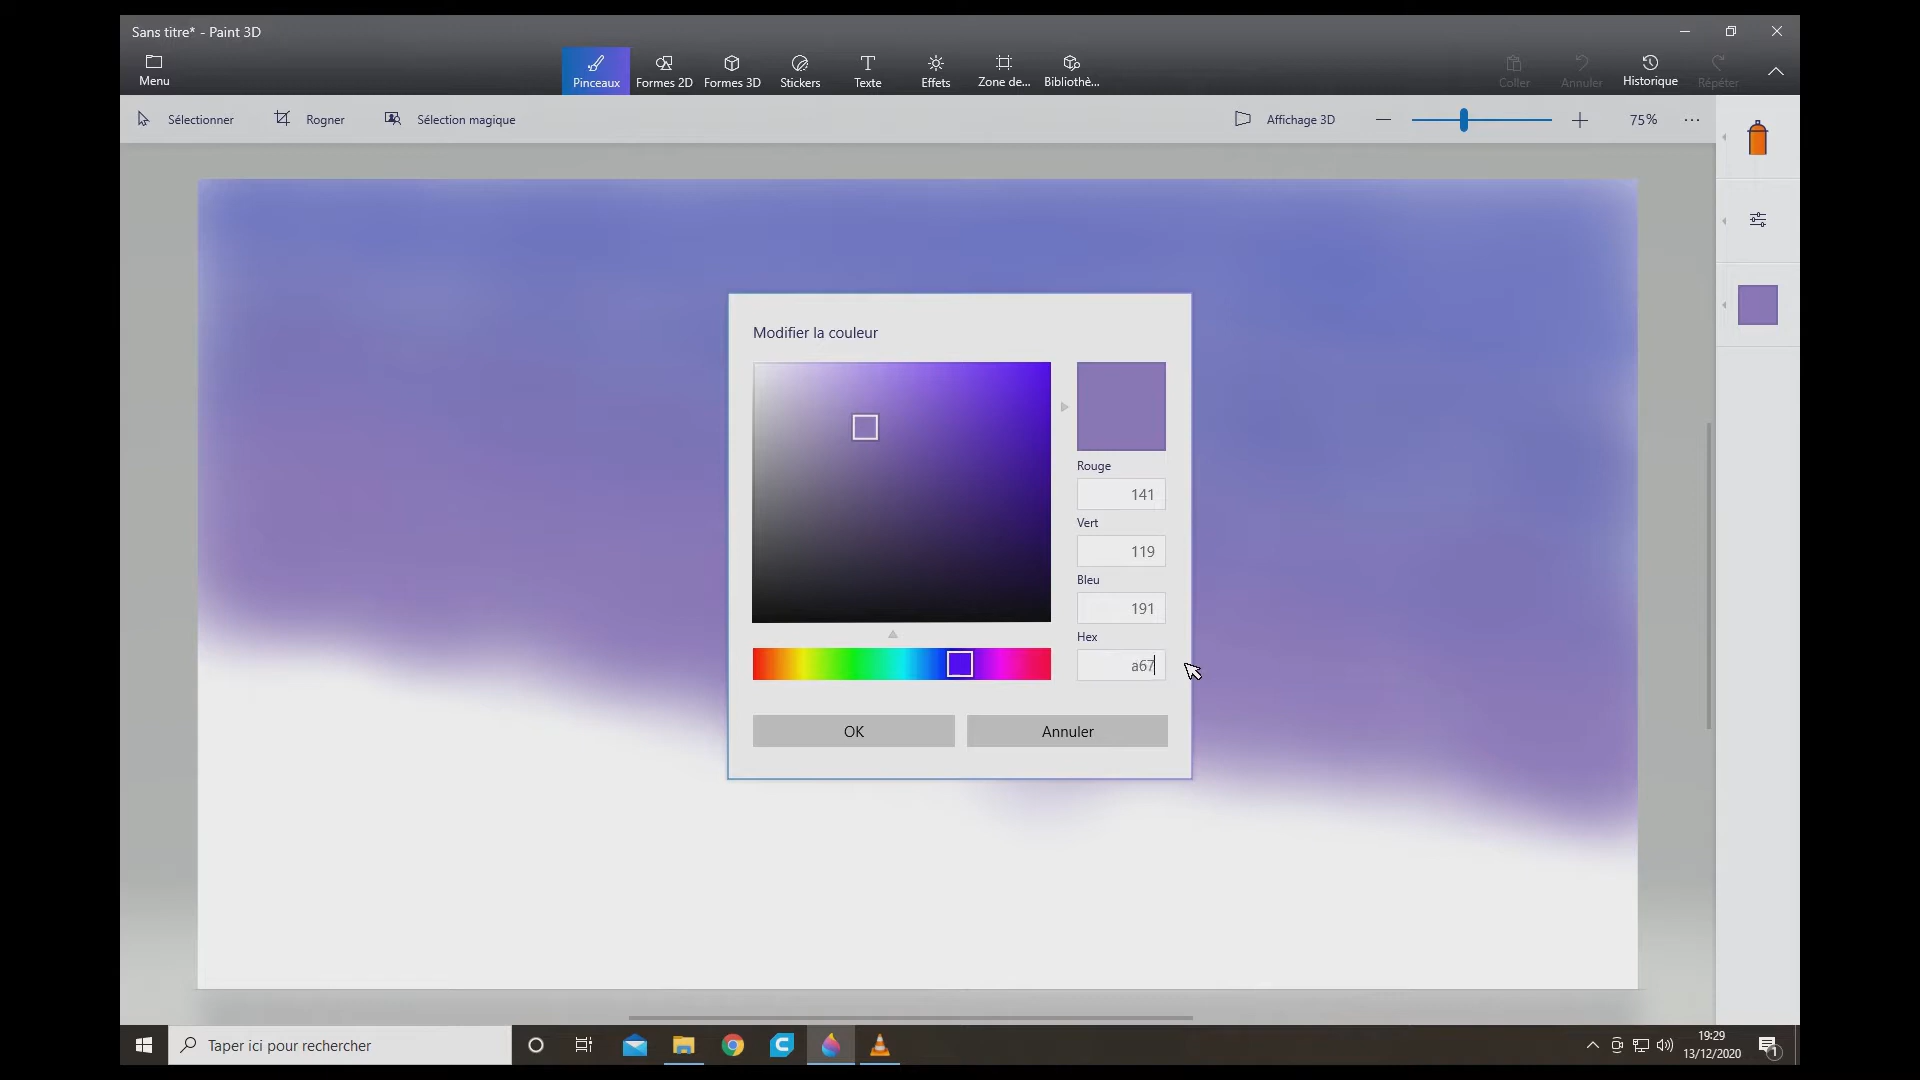 Sans titre* - Paint 3D
Menu
Pinceaux
Formes 2D
Formes 3D
Stickers
Texte
Effets
Zone de...
Bibliothè...
Coller
Annuler
Historique
Répéter
Sélectionner
Rogner
Sélection magique
Affichage 3D
75%
Modifier la couleur
Rouge
141
Vert
119
Bleu
191
Hex
a67
OK
Annuler
Taper ici pour rechercher
19:29
13/12/2020
1